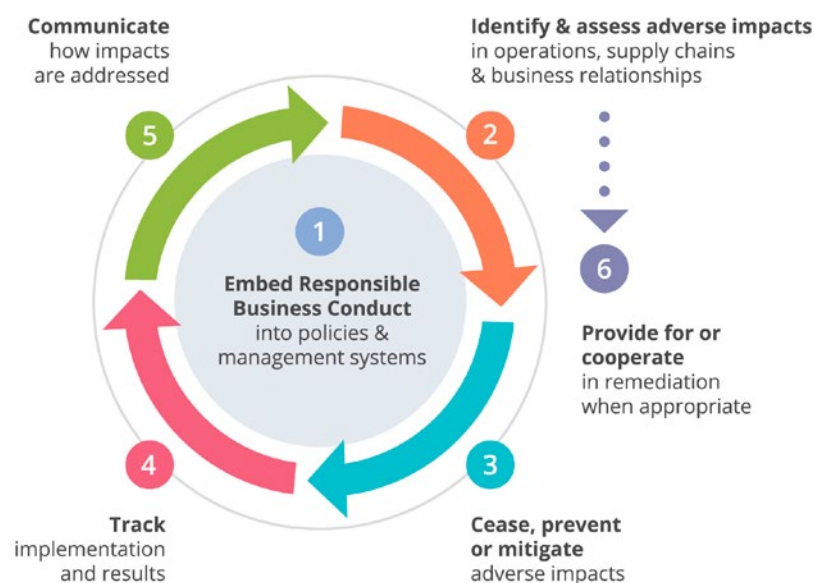 Communicate
how impacts
are addressed
5
Identify & assess adverse impacts
in operations, supply chains
& business relationships
2
1
Embed Responsible
Business Conduct
into policies &
management systems
6
Provide for or
cooperate
in remediation
when appropriate
4
Track
implementation
and results
3
Cease, prevent
or mitigate
adverse impacts